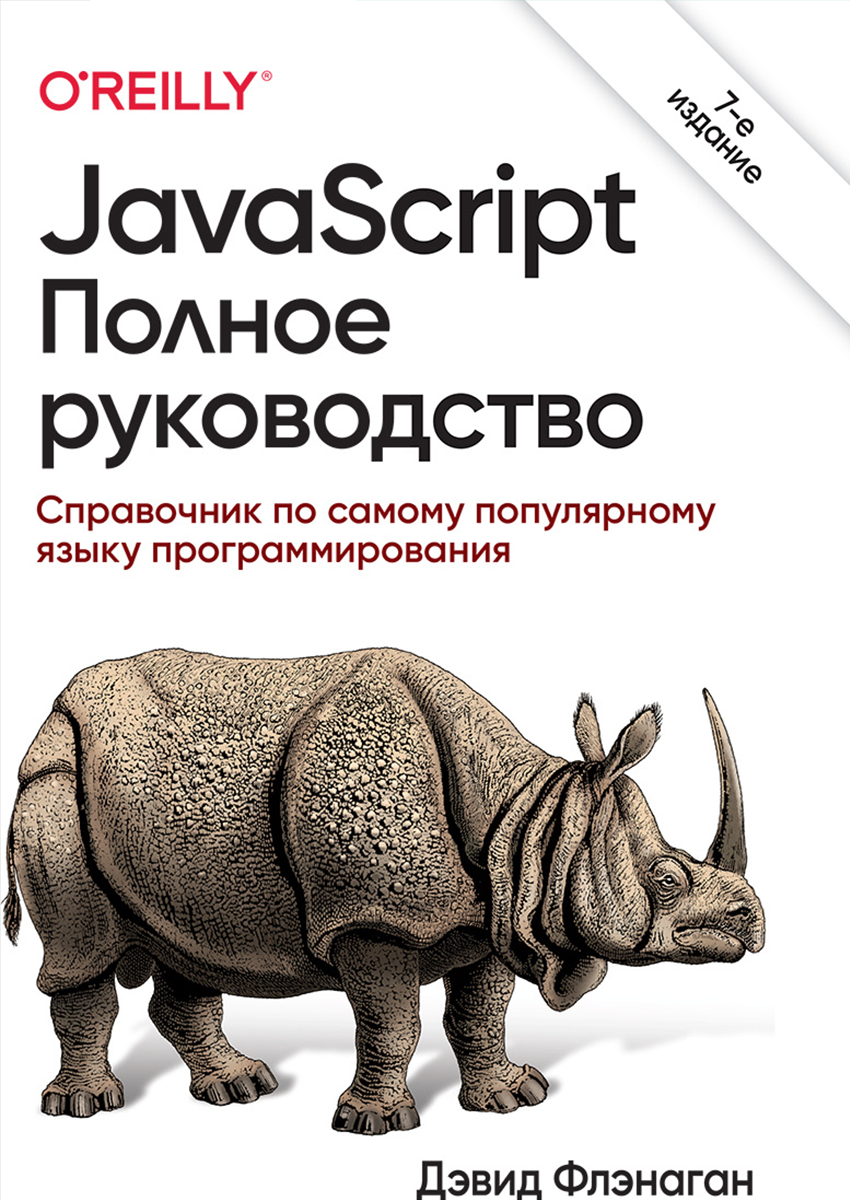 O'REILLY®
7-е
издание
JavaScript
Полное
руководство
Справочник по самому популярному
языку программирования
Дэвид Флэнаган